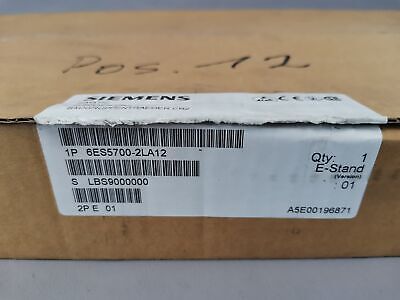 Pos. 12
SIEMENS
1P 6ES5700-2LA12
Qty: 1
E-Stand
(Version)
01
S LBS9000000
2P E 01
A5E00196871